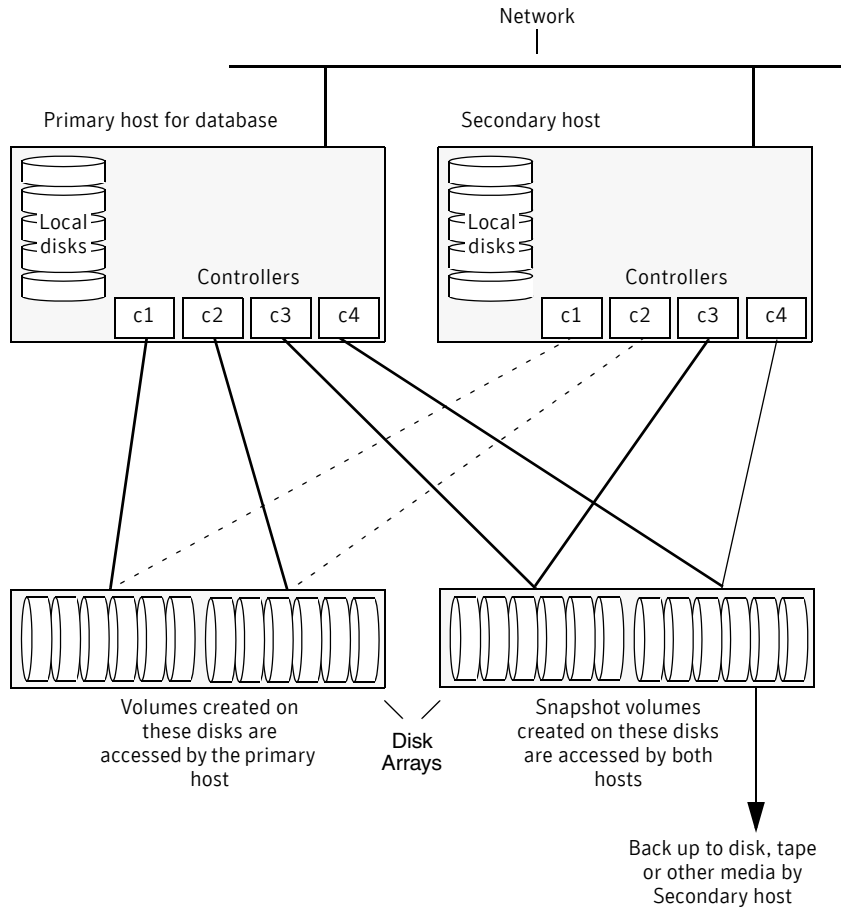 Network
Primary host for database
Secondary host
Local
disks
Controllers
c1
c2
c3
c4
Local
disks
Controllers
c1
c2
c3
c4
Volumes created on
these disks are
accessed by the primary
host
Disk
Arrays
Snapshot volumes
created on these disks
are accessed by both
hosts
Back up to disk, tape
or other media by
Secondary host